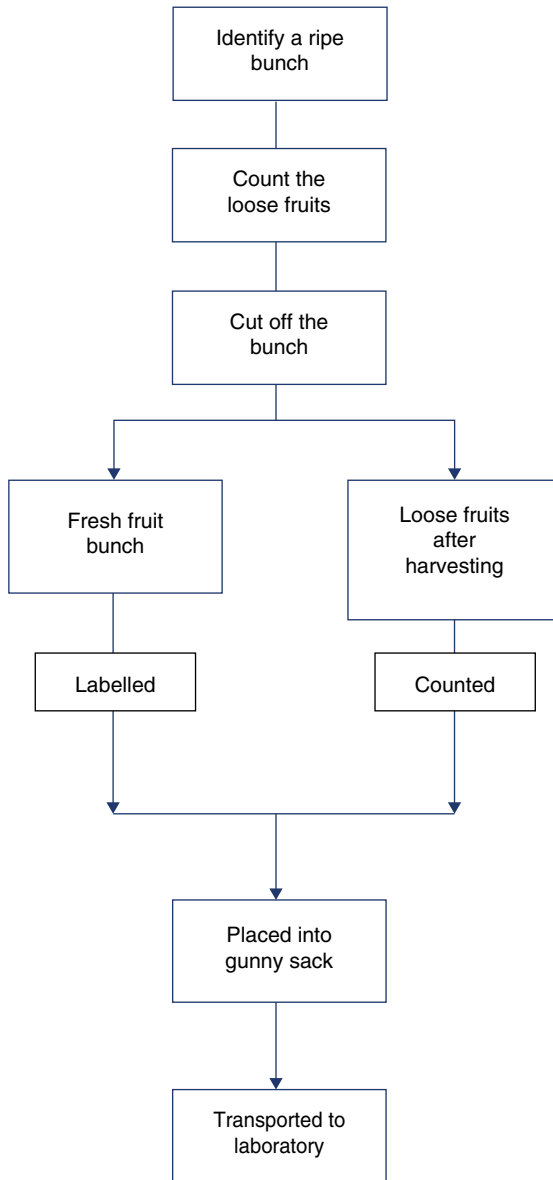 Identify a ripe
bunch
Count the
loose fruits
Cut off the
bunch
Fresh fruit
bunch
Loose fruits
after
harvesting
Labelled
Counted
Placed into
gunny sack
Transported to
laboratory